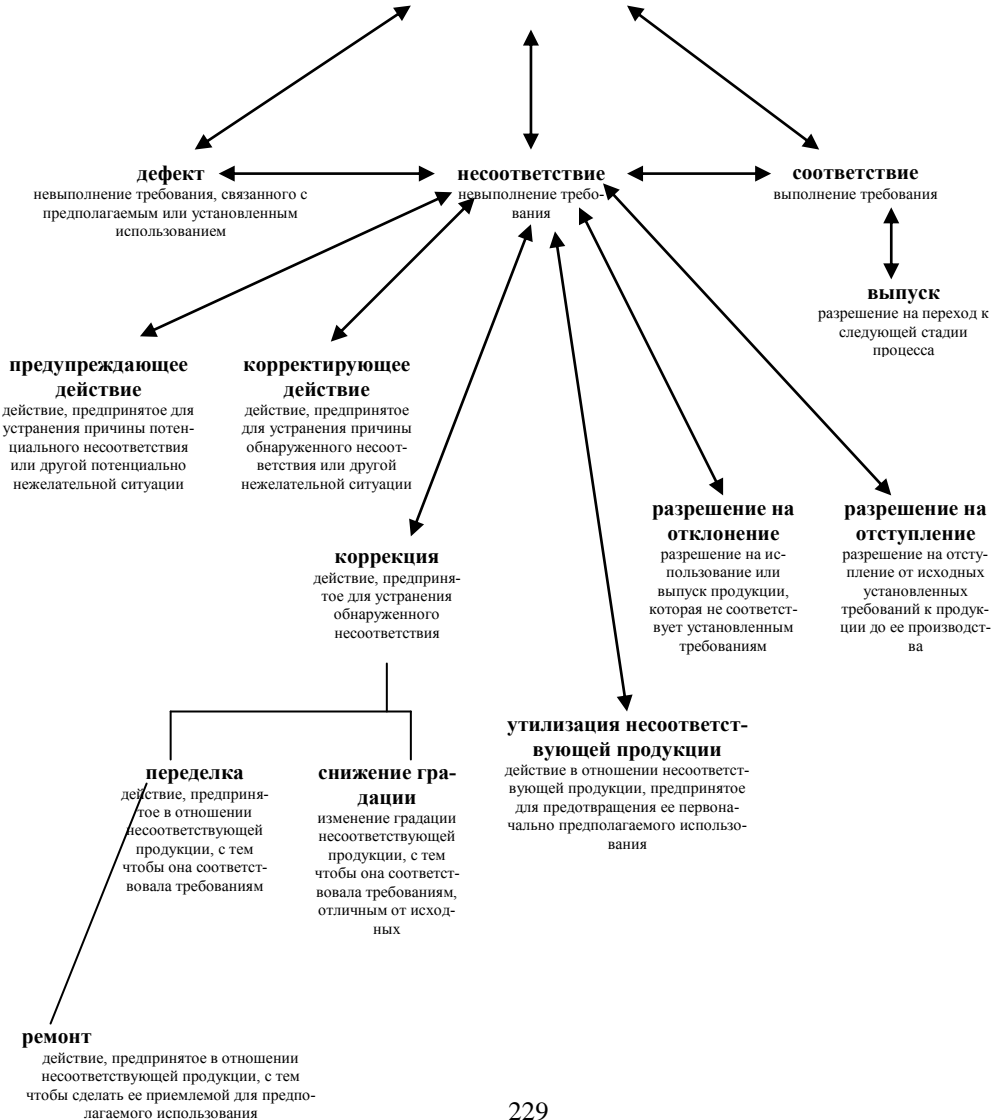 дефект
невыполнение требования, связанного с
предполагаемым или установленным
использованием
несоответствие
невыполнение требо-
вания
соответствие
выполнение требования
выпуск
разрешение на переход к
следующей стадии
процесса
предупреждающее
действие
действие, предпринятое для
устранения причины потен-
циального несоответствия
или другой потенциально
нежелательной ситуации
корректирующее
действие
действие, предпринятое
для устранения причины
обнаруженного несоот-
ветствия или другой
нежелательной ситуации
коррекция
действие, предприня-
тое для устранения
обнаруженного
несоответствия
разрешение на
отклонение
разрешение на ис-
пользование или
выпуск продукции,
которая не соответст-
вует установленным
требованиям
разрешение на
отступление
разрешение на отсту-
пление от исходных
установленных
требований к продук-
ции до ее производст-
ва
утилизация несоответст-
вующей продукции
действие в отношении несоответст-
вующей продукции, предпринятое
для предотвращения ее первона-
чально предполагаемого использо-
вания
переделка
действие, предприня-
тое в отношении
несоответствующей
продукции, с тем
чтобы она соответст-
вовала требованиям
снижение гра-
дации
изменение градации
несоответствующей
продукции, с тем
чтобы она соответст-
вовала требованиям,
отличным от исход-
ных
ремонт
действие, предпринятое в отношении
несоответствующей продукции, с тем
чтобы сделать ее приемлемой для предпо-
лагаемого использования
229